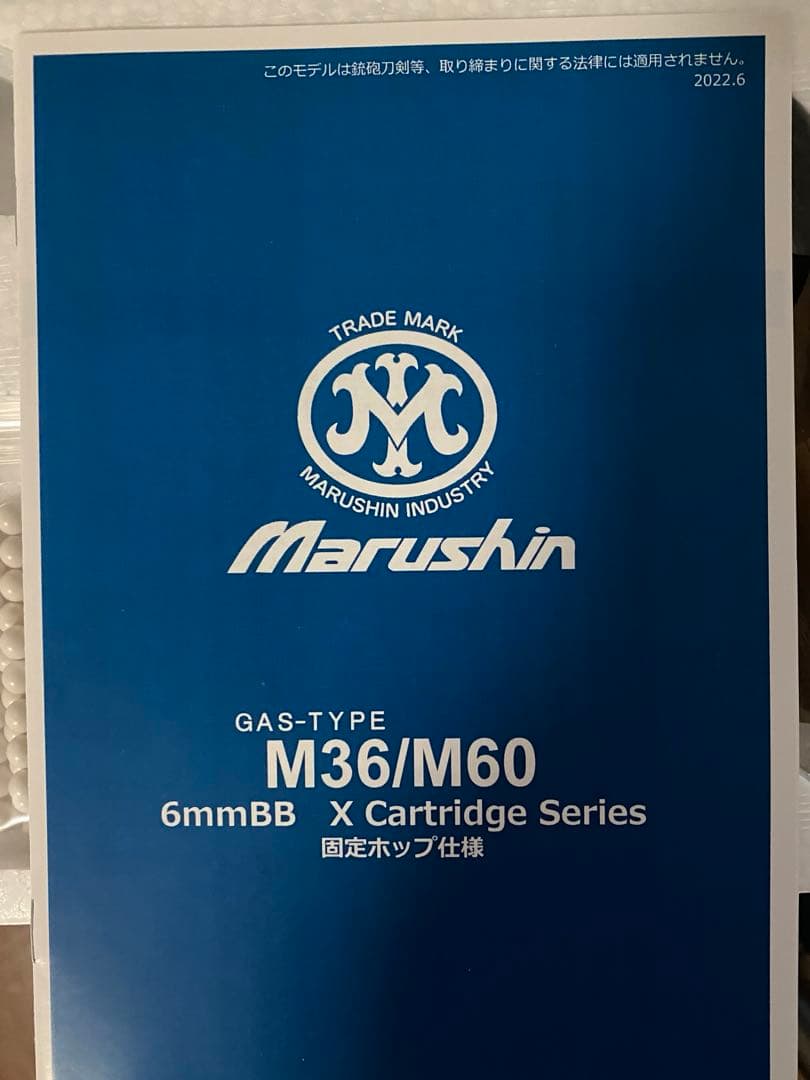 このモデルは銃砲刀剣等、取り締まりに関する法律には適用されません。
2022.6
TRADE MARK
M
MARUSHIN INDUSTRY
Marushin
GAS-TYPE
M36/M60
6mmBB X Cartridge Series
固定ホップ仕様